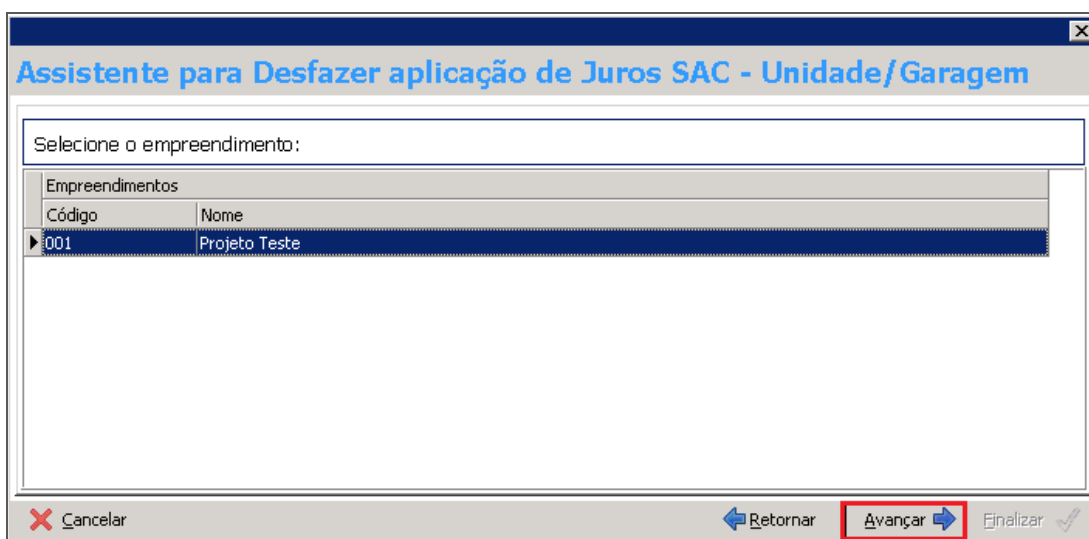 Assistente para Desfazer aplicação de Juros SAC - Unidade/Garagem
Selecione o empreendimento:
Empreendimentos
Código Nome
001 Projeto Teste
Cancelar Retornar Avançar Finalizar